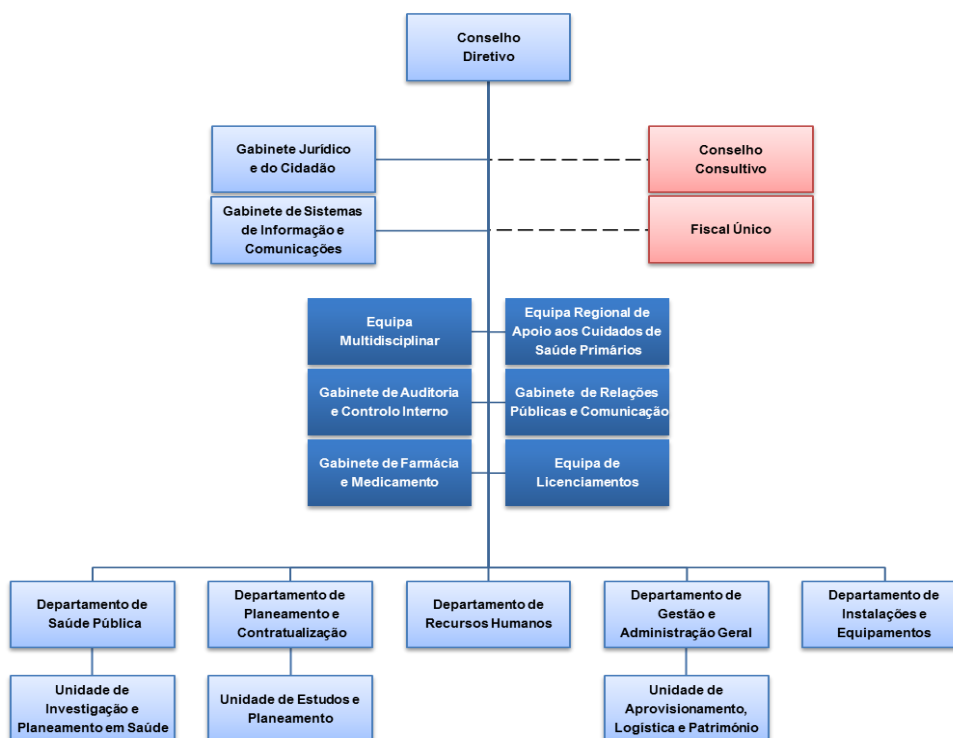 Conselho
Diretivo
Gabinete Jurídico
e do Cidadão
Conselho
Consultivo
Gabinete de Sistemas
de Informação e
Comunicações
Fiscal Único
Equipa
Multidisciplinar
Equipa Regional de
Apoio aos Cuidados de
Saúde Primários
Gabinete de Auditoria
e Controlo Interno
Gabinete de Relações
Públicas e Comunicação
Gabinete de Farmácia
e Medicamento
Equipa de
Licenciamentos
Departamento de
Saúde Pública
Departamento de
Planeamento e
Contratualização
Departamento de
Recursos Humanos
Departamento de
Gestão e
Administração Geral
Departamento de
Instalações e
Equipamentos
Unidade de
Investigação e
Planeamento em Saúde
Unidade de Estudos e
Planeamento
Unidade de
Aprovisionamento,
Logística e Património